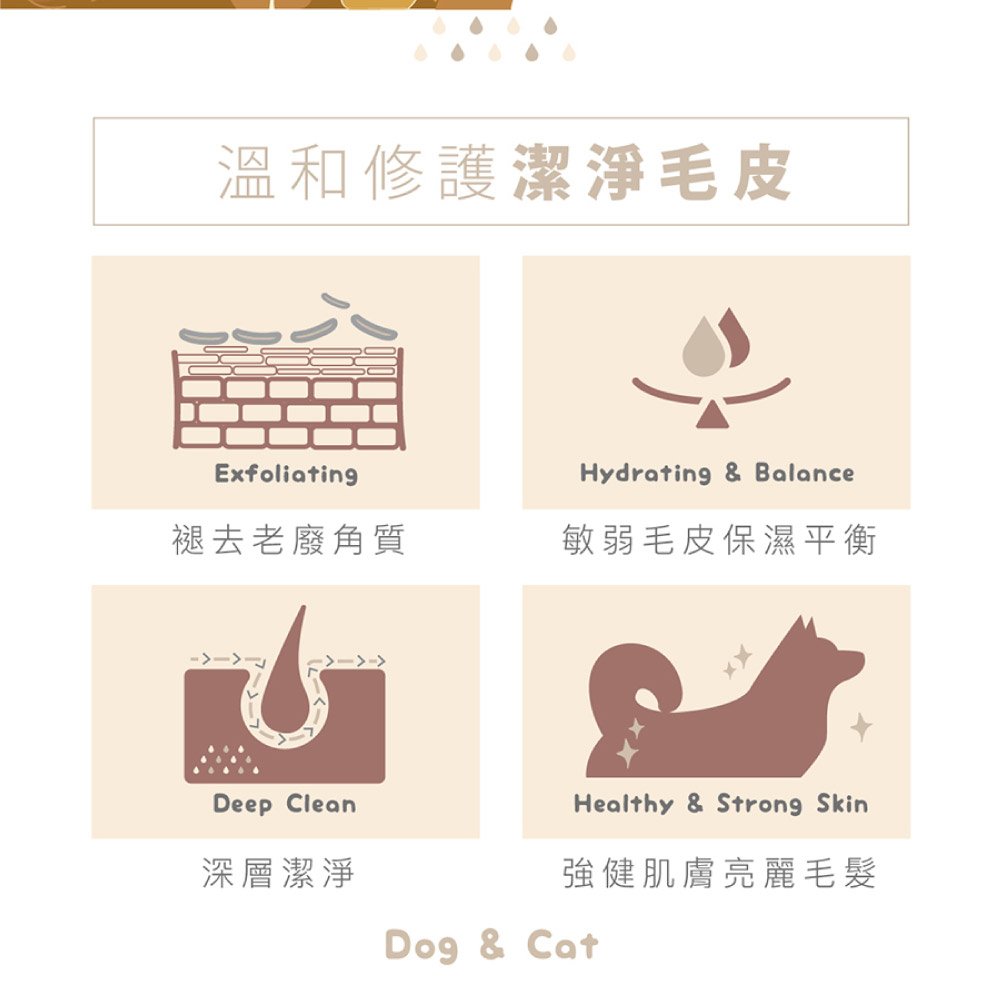 溫和修護潔淨毛皮
Exfoliating
Hydrating & Balance
褪去老廢角質
敏弱毛皮保濕平衡
Deep Clean
Healthy & Strong Skin
深層潔淨
強健肌膚亮麗毛髮
Dog & Cat